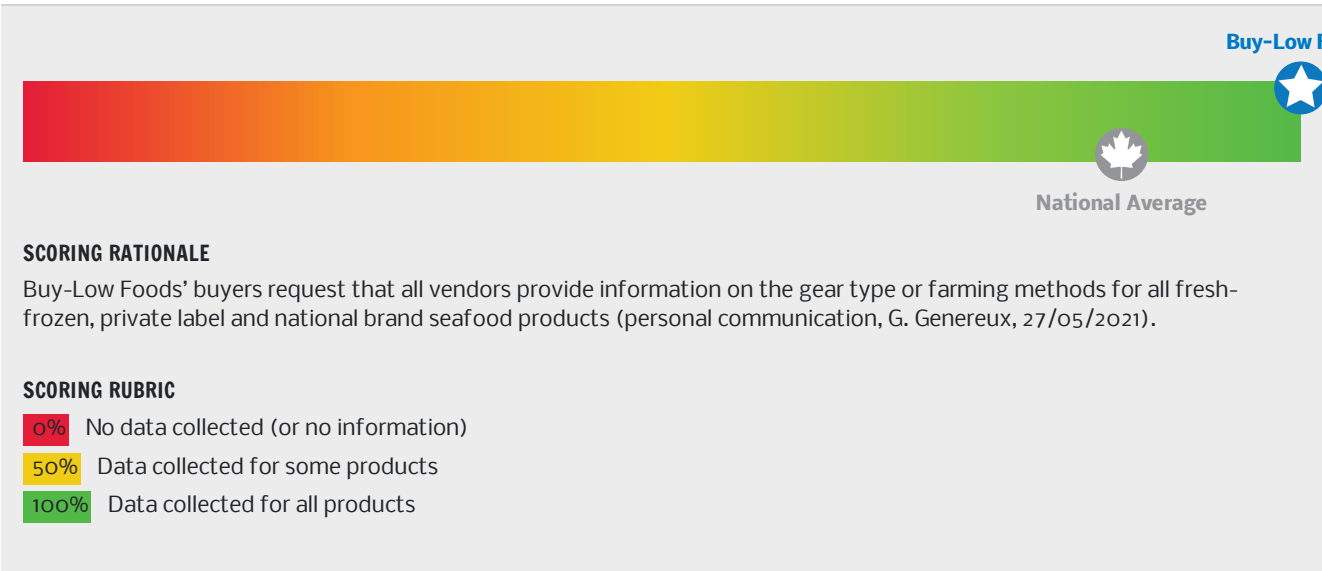 Buy-Low F
National Average
SCORING RATIONALE
Buy-Low Foods’ buyers request that all vendors provide information on the gear type or farming methods for all fresh-
frozen, private label and national brand seafood products (personal communication, G. Genereux, 27/05/2021).
SCORING RUBRIC
0% No data collected (or no information)
50% Data collected for some products
100% Data collected for all products